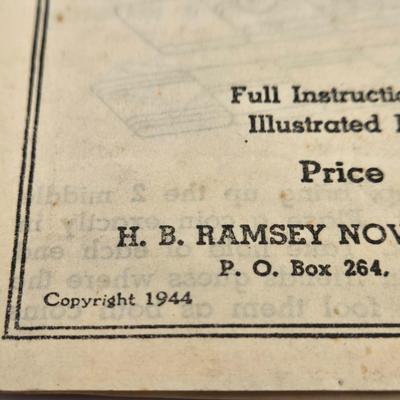 Full Instructio
Illustrated
Price
H. B. RAMSEY NOV
P. O. Box 264,
Copyright 1944